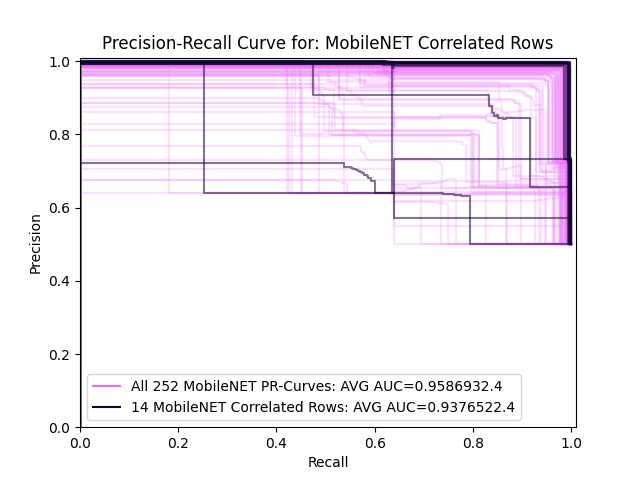 Precision-Recall Curve for: MobileNET Correlated Rows
1.0
0.8
0.6
0.4
0.2
0.0
Precision
All 252 MobileNET PR-Curves: AVG AUC=0.9586932.4
14 MobileNET Correlated Rows: AVG AUC=0.9376522.4
0.0 0.2 0.4 0.6 0.8 1.0
Recall